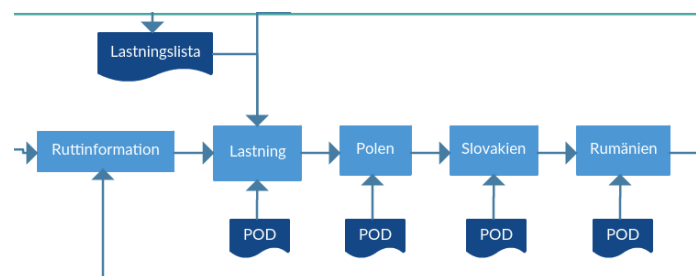 Lastningslista
Ruttinformation
Lastning
Polen
Slovakien
Rumänien
POD
POD
POD
POD